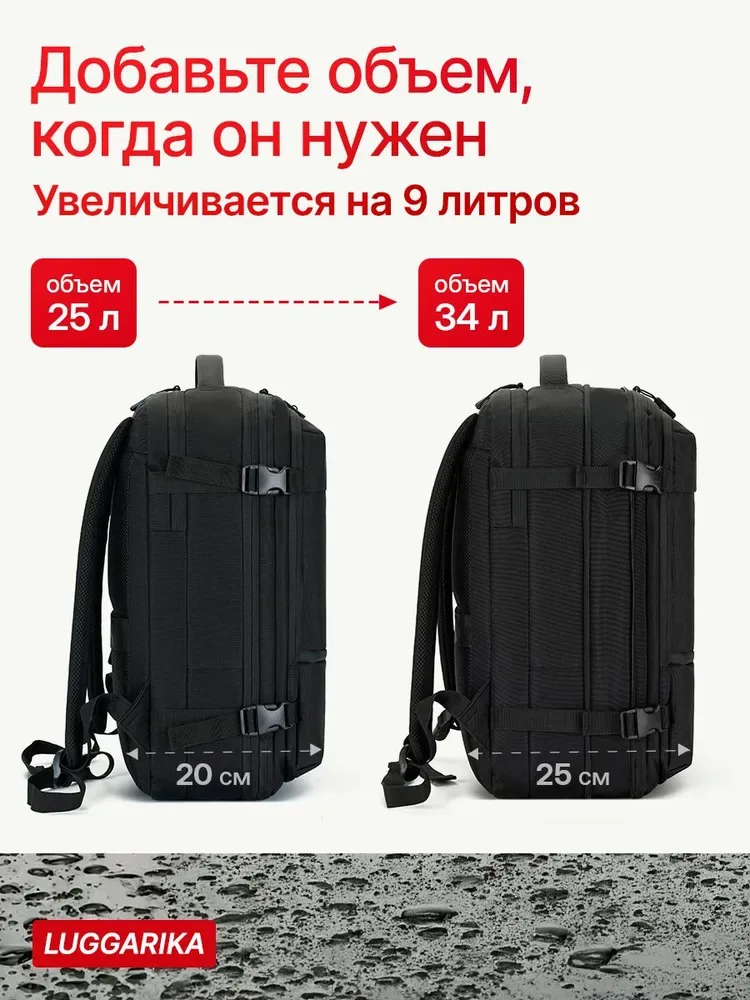 Добавьте объем,
когда он нужен
Увеличивается на 9 литров
объем
25 л
объем
34 л
20 см
25 см
LUGGARIKA